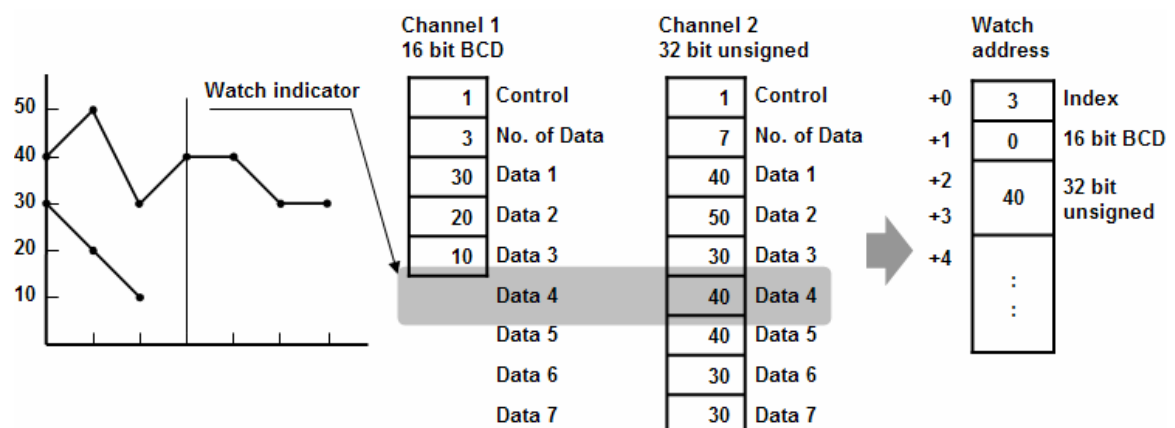 Channel 1
16 bit BCD
Channel 2
32 bit unsigned
Watch
address
50
40
30
20
10
Watch indicator
1 Control
3 No. of Data
30 Data 1
20 Data 2
10 Data 3
Data 4
Data 5
Data 6
Data 7
1 Control
7 No. of Data
40 Data 1
50 Data 2
30 Data 3
40 Data 4
40 Data 5
30 Data 6
30 Data 7
+0 3 Index
+1 0 16 bit BCD
+2
+3
40
32 bit
unsigned
+4
:
: